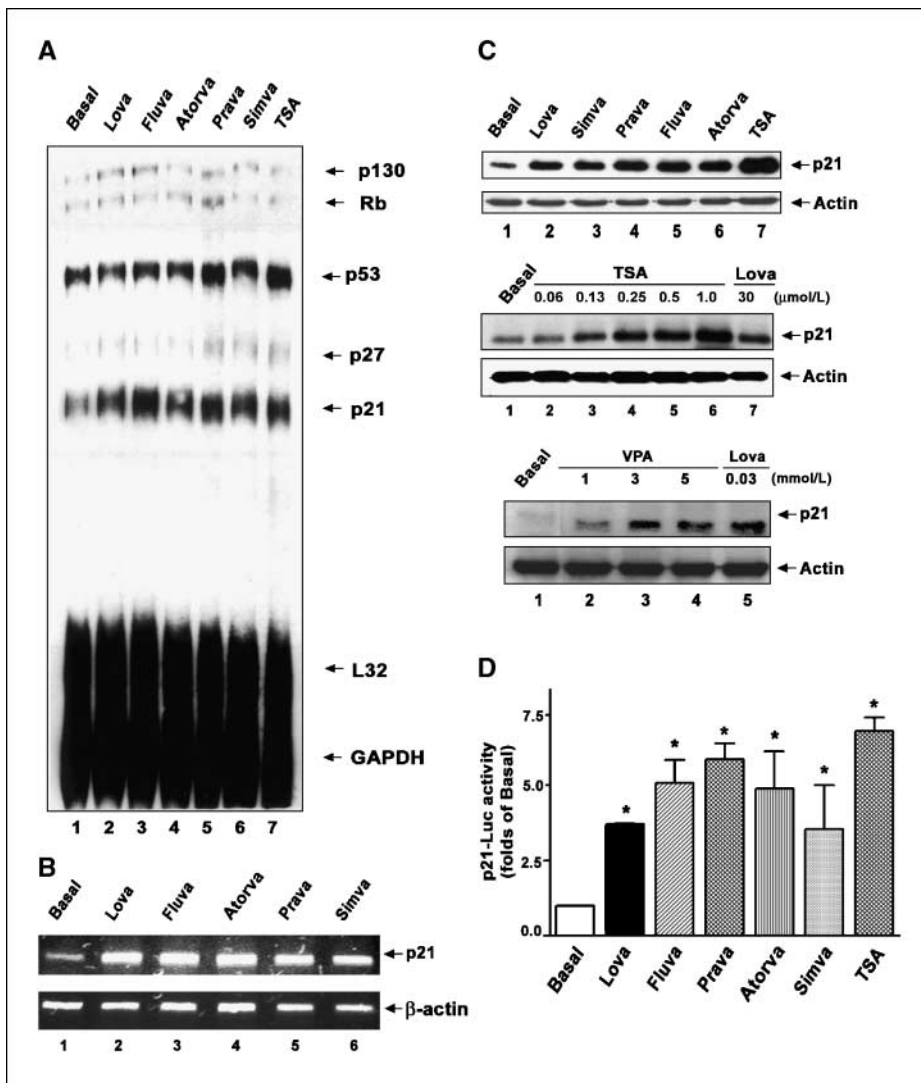 A
Basal Lova Fluva Atorva Prava Simva TSA
p130
Rb
p53
p27
p21
L32
GAPDH
1 2 3 4 5 6 7
B
Basal Lova Fluva Atorva Prava Simva
p21
β-actin
1 2 3 4 5 6
C
Basal Lova Simva Prava Fluva Atorva TSA
p21
Actin
1 2 3 4 5 6 7
Basal TSA Lova
0.06 0.13 0.25 0.5 1.0 30 (μmol/L)
p21
Actin
1 2 3 4 5 6 7
Basal VPA Lova
1 3 5 0.03 (mmol/L)
p21
Actin
1 2 3 4 5
D
p21-Luc activity
(folds of Basal)
7.5
5.0
2.5
0.0
* * * * * *
Basal Lova Fluva Prava Atorva Simva TSA